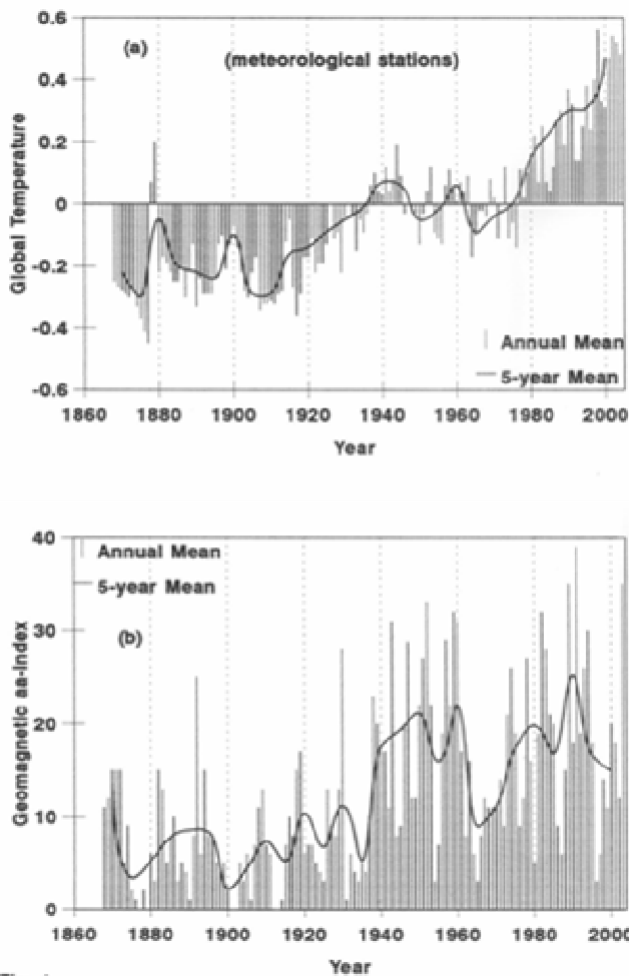 0.6
(a)
(meteorological stations)
0.4
0.2
0
-0.2
-0.4
-0.6
Global Temperature
Annual Mean
5-year Mean
1860 1880 1900 1920 1940 1960 1980 2000
Year
40
Annual Mean
5-year Mean
(b)
30
20
10
0
Geomagnetic aa-index
1860 1880 1900 1920 1940 1960 1980 2000
Year